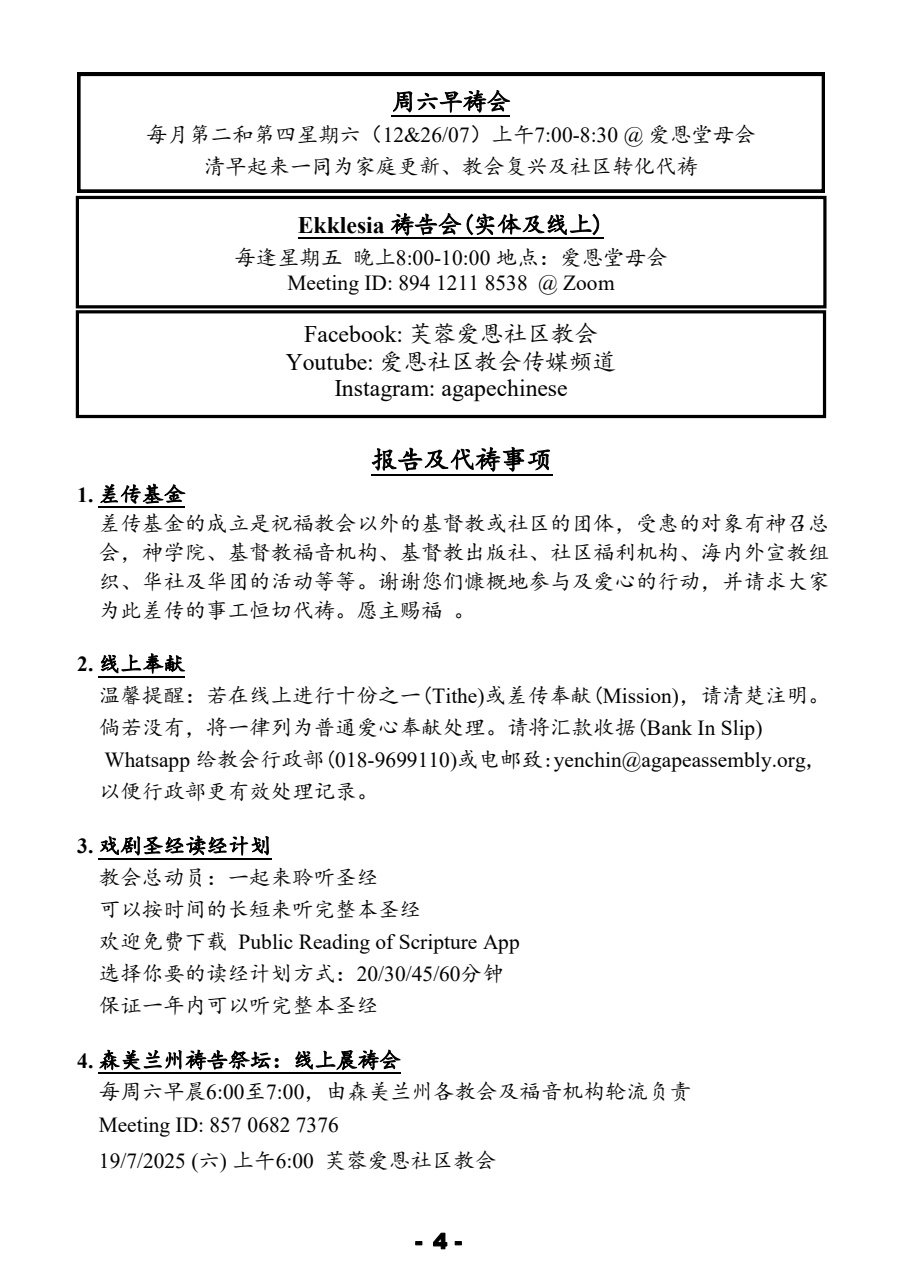 周六早祷会
每月第二和第四星期六（12&26/07）上午7:00-8:30 @ 爱恩堂母会
清早起来一同为家庭更新、教会复兴及社区转化代祷
Ekklesia 祷告会(实体及线上)
每逢星期五 晚上8:00-10:00 地点：爱恩堂母会
Meeting ID: 894 1211 8538 @ Zoom
Facebook: 芙蓉爱恩社区教会
Youtube: 爱恩社区教会传媒频道
Instagram: agapechinese
报告及代祷事项
1. 差传基金
差传基金的成立是祝福教会以外的基督教或社区的团体，受惠的对象有神召总
会，神学院、基督教福音机构、基督教出版社、社区福利机构、海内外宣教组
织、华社及华团的活动等等。谢谢您们慷概地参与及爱心的行动，并请求大家
为此差传的事工恒切代祷。愿主赐福 。
2. 线上奉献
温馨提醒：若在线上进行十份之一(Tithe)或差传奉献(Mission)，请清楚注明。
倘若没有，将一律列为普通爱心奉献处理。请将汇款收据(Bank In Slip)
Whatsapp 给教会行政部(018-9699110)或电邮致:yenchin@agapeassembly.org，
以便行政部更有效处理记录。
3. 戏剧圣经读经计划
教会总动员：一起来聆听圣经
可以按时间的长短来听完整本圣经
欢迎免费下载 Public Reading of Scripture App
选择你要的读经计划方式：20/30/45/60分钟
保证一年内可以听完整本圣经
4. 森美兰州祷告祭坛：线上晨祷会
每周六早晨6:00至7:00，由森美兰州各教会及福音机构轮流负责
Meeting ID: 857 0682 7376
19/7/2025 (六) 上午6:00 芙蓉爱恩社区教会
- 4 -